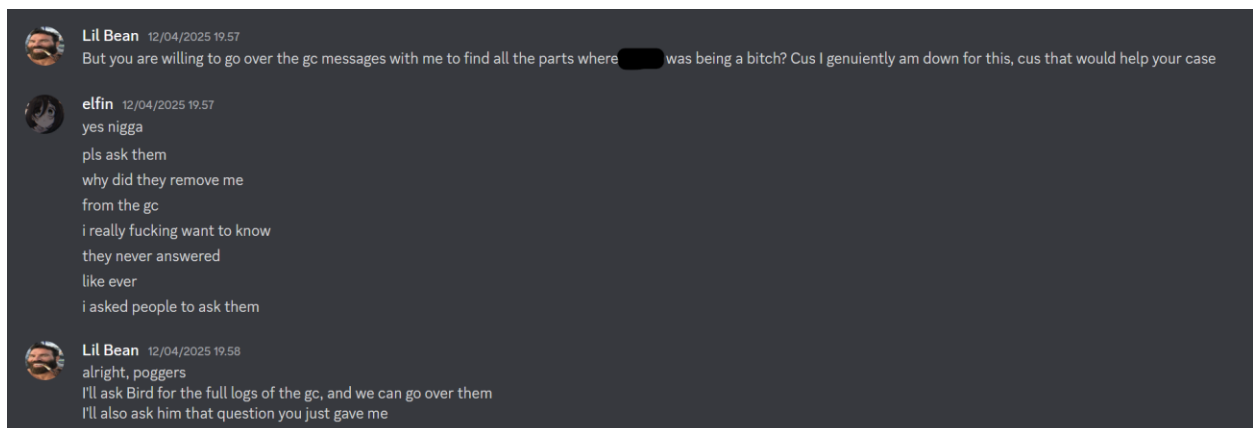 Lil Bean 12/04/2025 19.57
But you are willing to go over the gc messages with me to find all the parts where was being a bitch? Cus I genuiently am down for this, cus that would help your case
elfin 12/04/2025 19.57
yes nigga
pls ask them
why did they remove me
from the gc
i really fucking want to know
they never answered
like ever
i asked people to ask them
Lil Bean 12/04/2025 19.58
alright, poggers
I'll ask Bird for the full logs of the gc, and we can go over them
I'll also ask him that question you just gave me